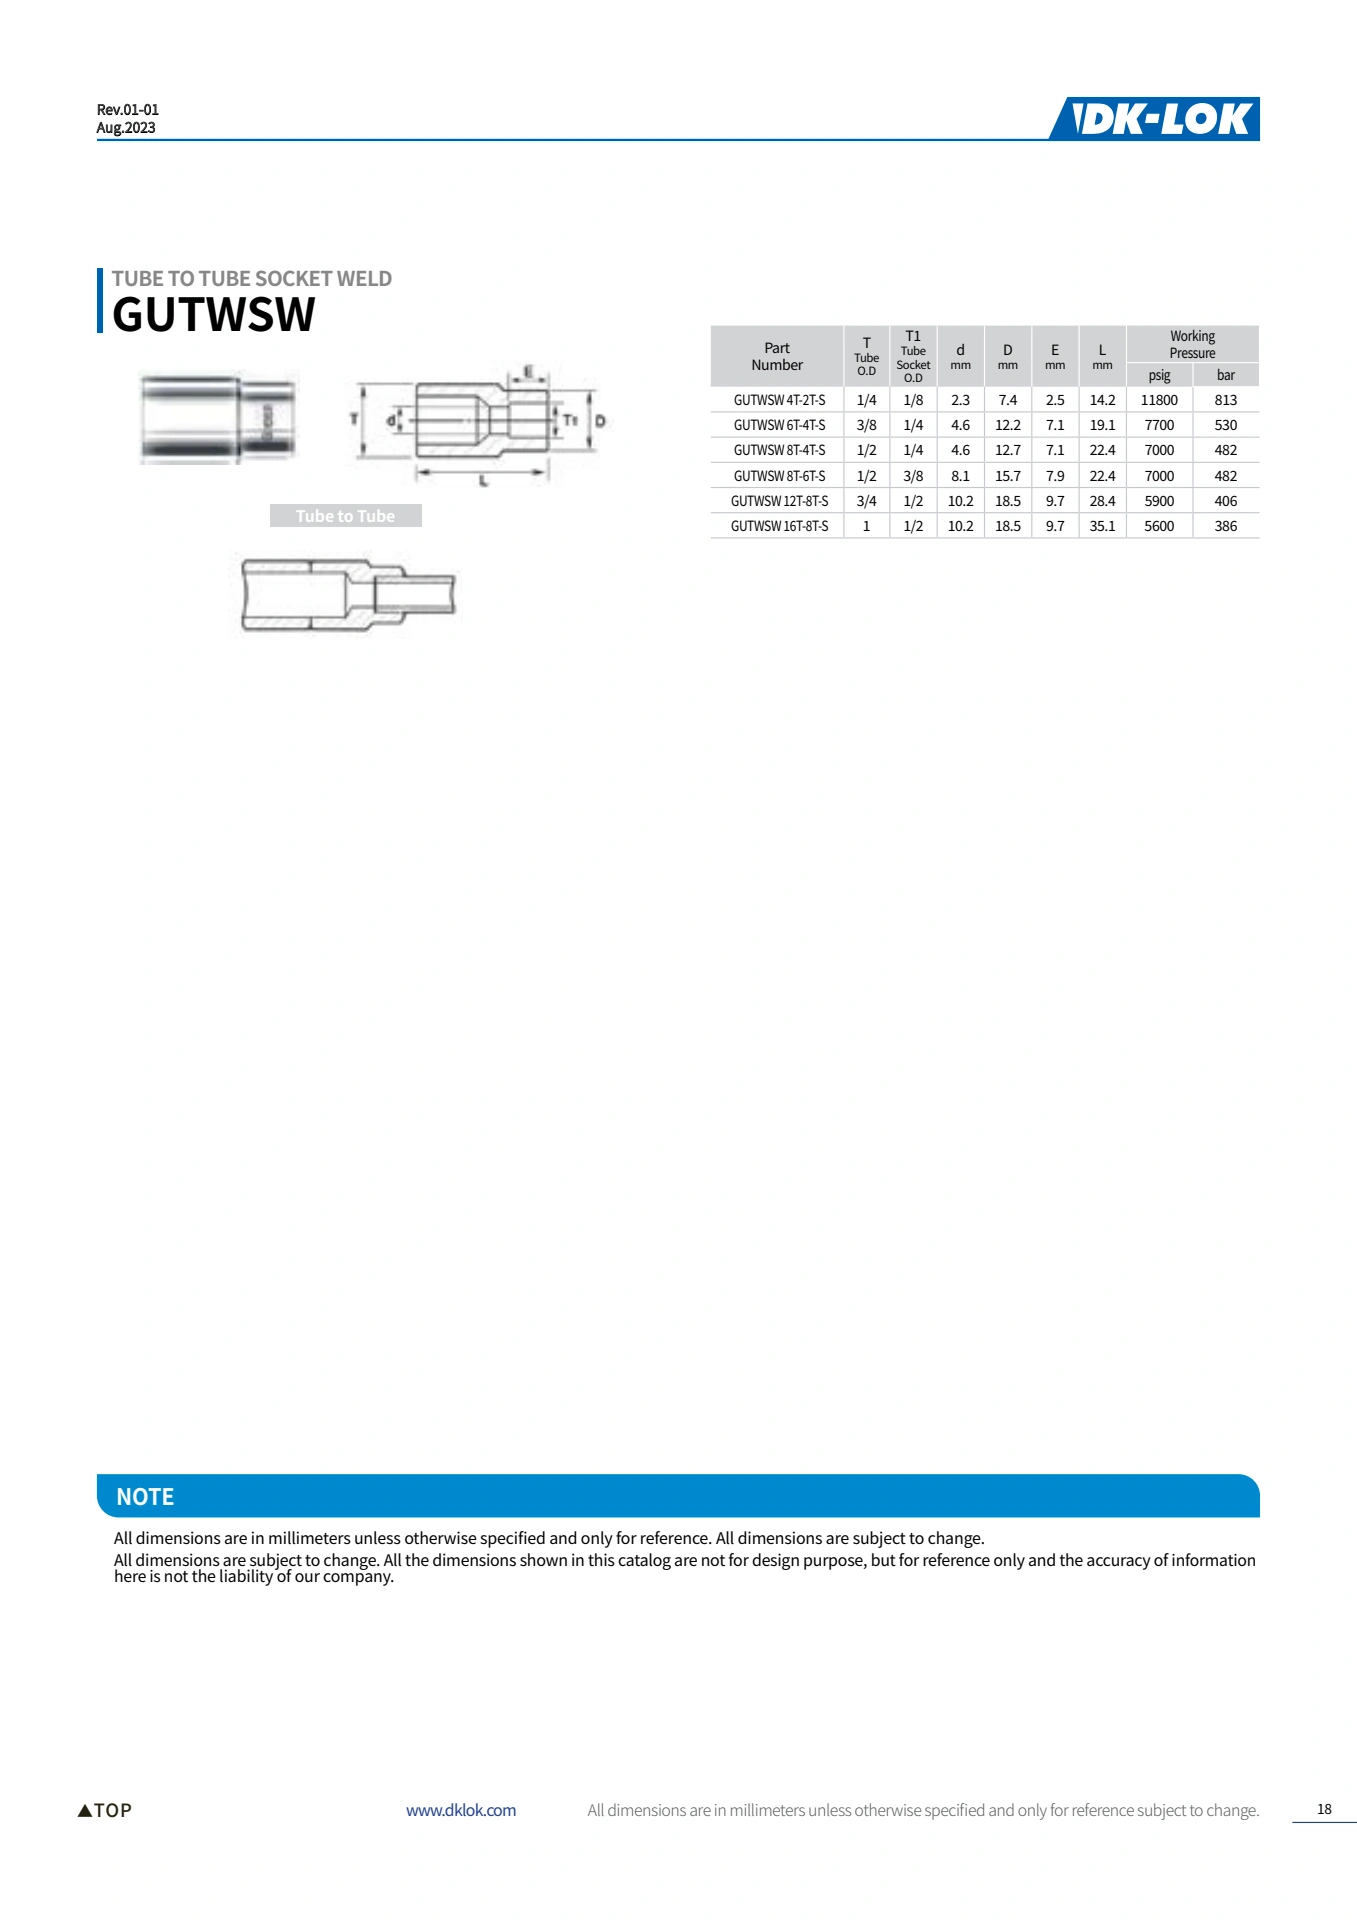 Rev.01-01
Aug.2023
DK-LOK
TUBE TO TUBE SOCKET WELD
GUTWSW
E
T d T1 D
L
Tube to Tube
Part Number T Tube O.D T1 Tube Socket O.D d mm D mm E mm L mm Working Pressure psig bar
GUTWSW 4T-2T-S 1/4 1/8 2.3 7.4 2.5 14.2 11800 813
GUTWSW 6T-4T-S 3/8 1/4 4.6 12.2 7.1 19.1 7700 530
GUTWSW 8T-4T-S 1/2 1/4 4.6 12.7 7.1 22.4 7000 482
GUTWSW 8T-6T-S 1/2 3/8 8.1 15.7 7.9 22.4 7000 482
GUTWSW 12T-8T-S 3/4 1/2 10.2 18.5 9.7 28.4 5900 406
GUTWSW 16T-8T-S 1 1/2 10.2 18.5 9.7 35.1 5600 386
NOTE
All dimensions are in millimeters unless otherwise specified and only for reference. All dimensions are subject to change.
All dimensions are subject to change. All the dimensions shown in this catalog are not for design purpose, but for reference only and the accuracy of information
here is not the liability of our company.
▲TOP
www.dklok.com
All dimensions are in millimeters unless otherwise specified and only for reference subject to change.
18